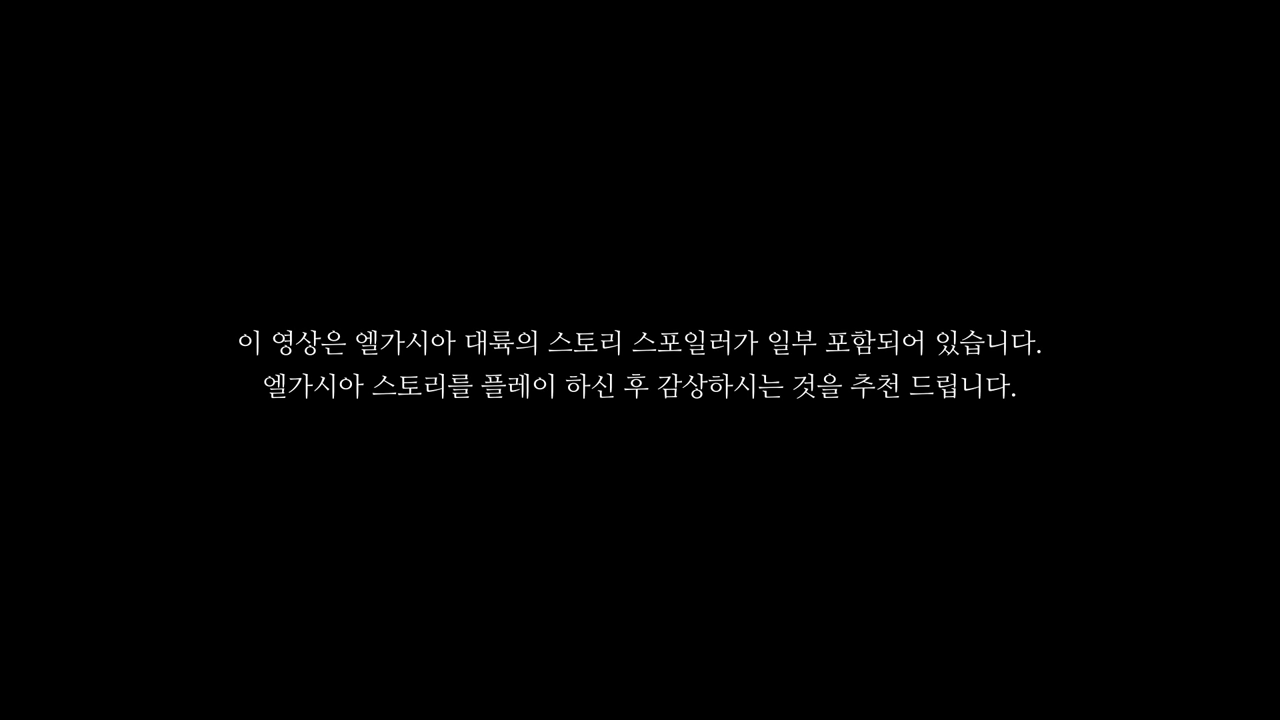 이 영상은 엘가시아 대륙의 스토리 스포일러가 일부 포함되어 있습니다.
엘가시아 스토리를 플레이 하신 후 감상하시는 것을 추천 드립니다.